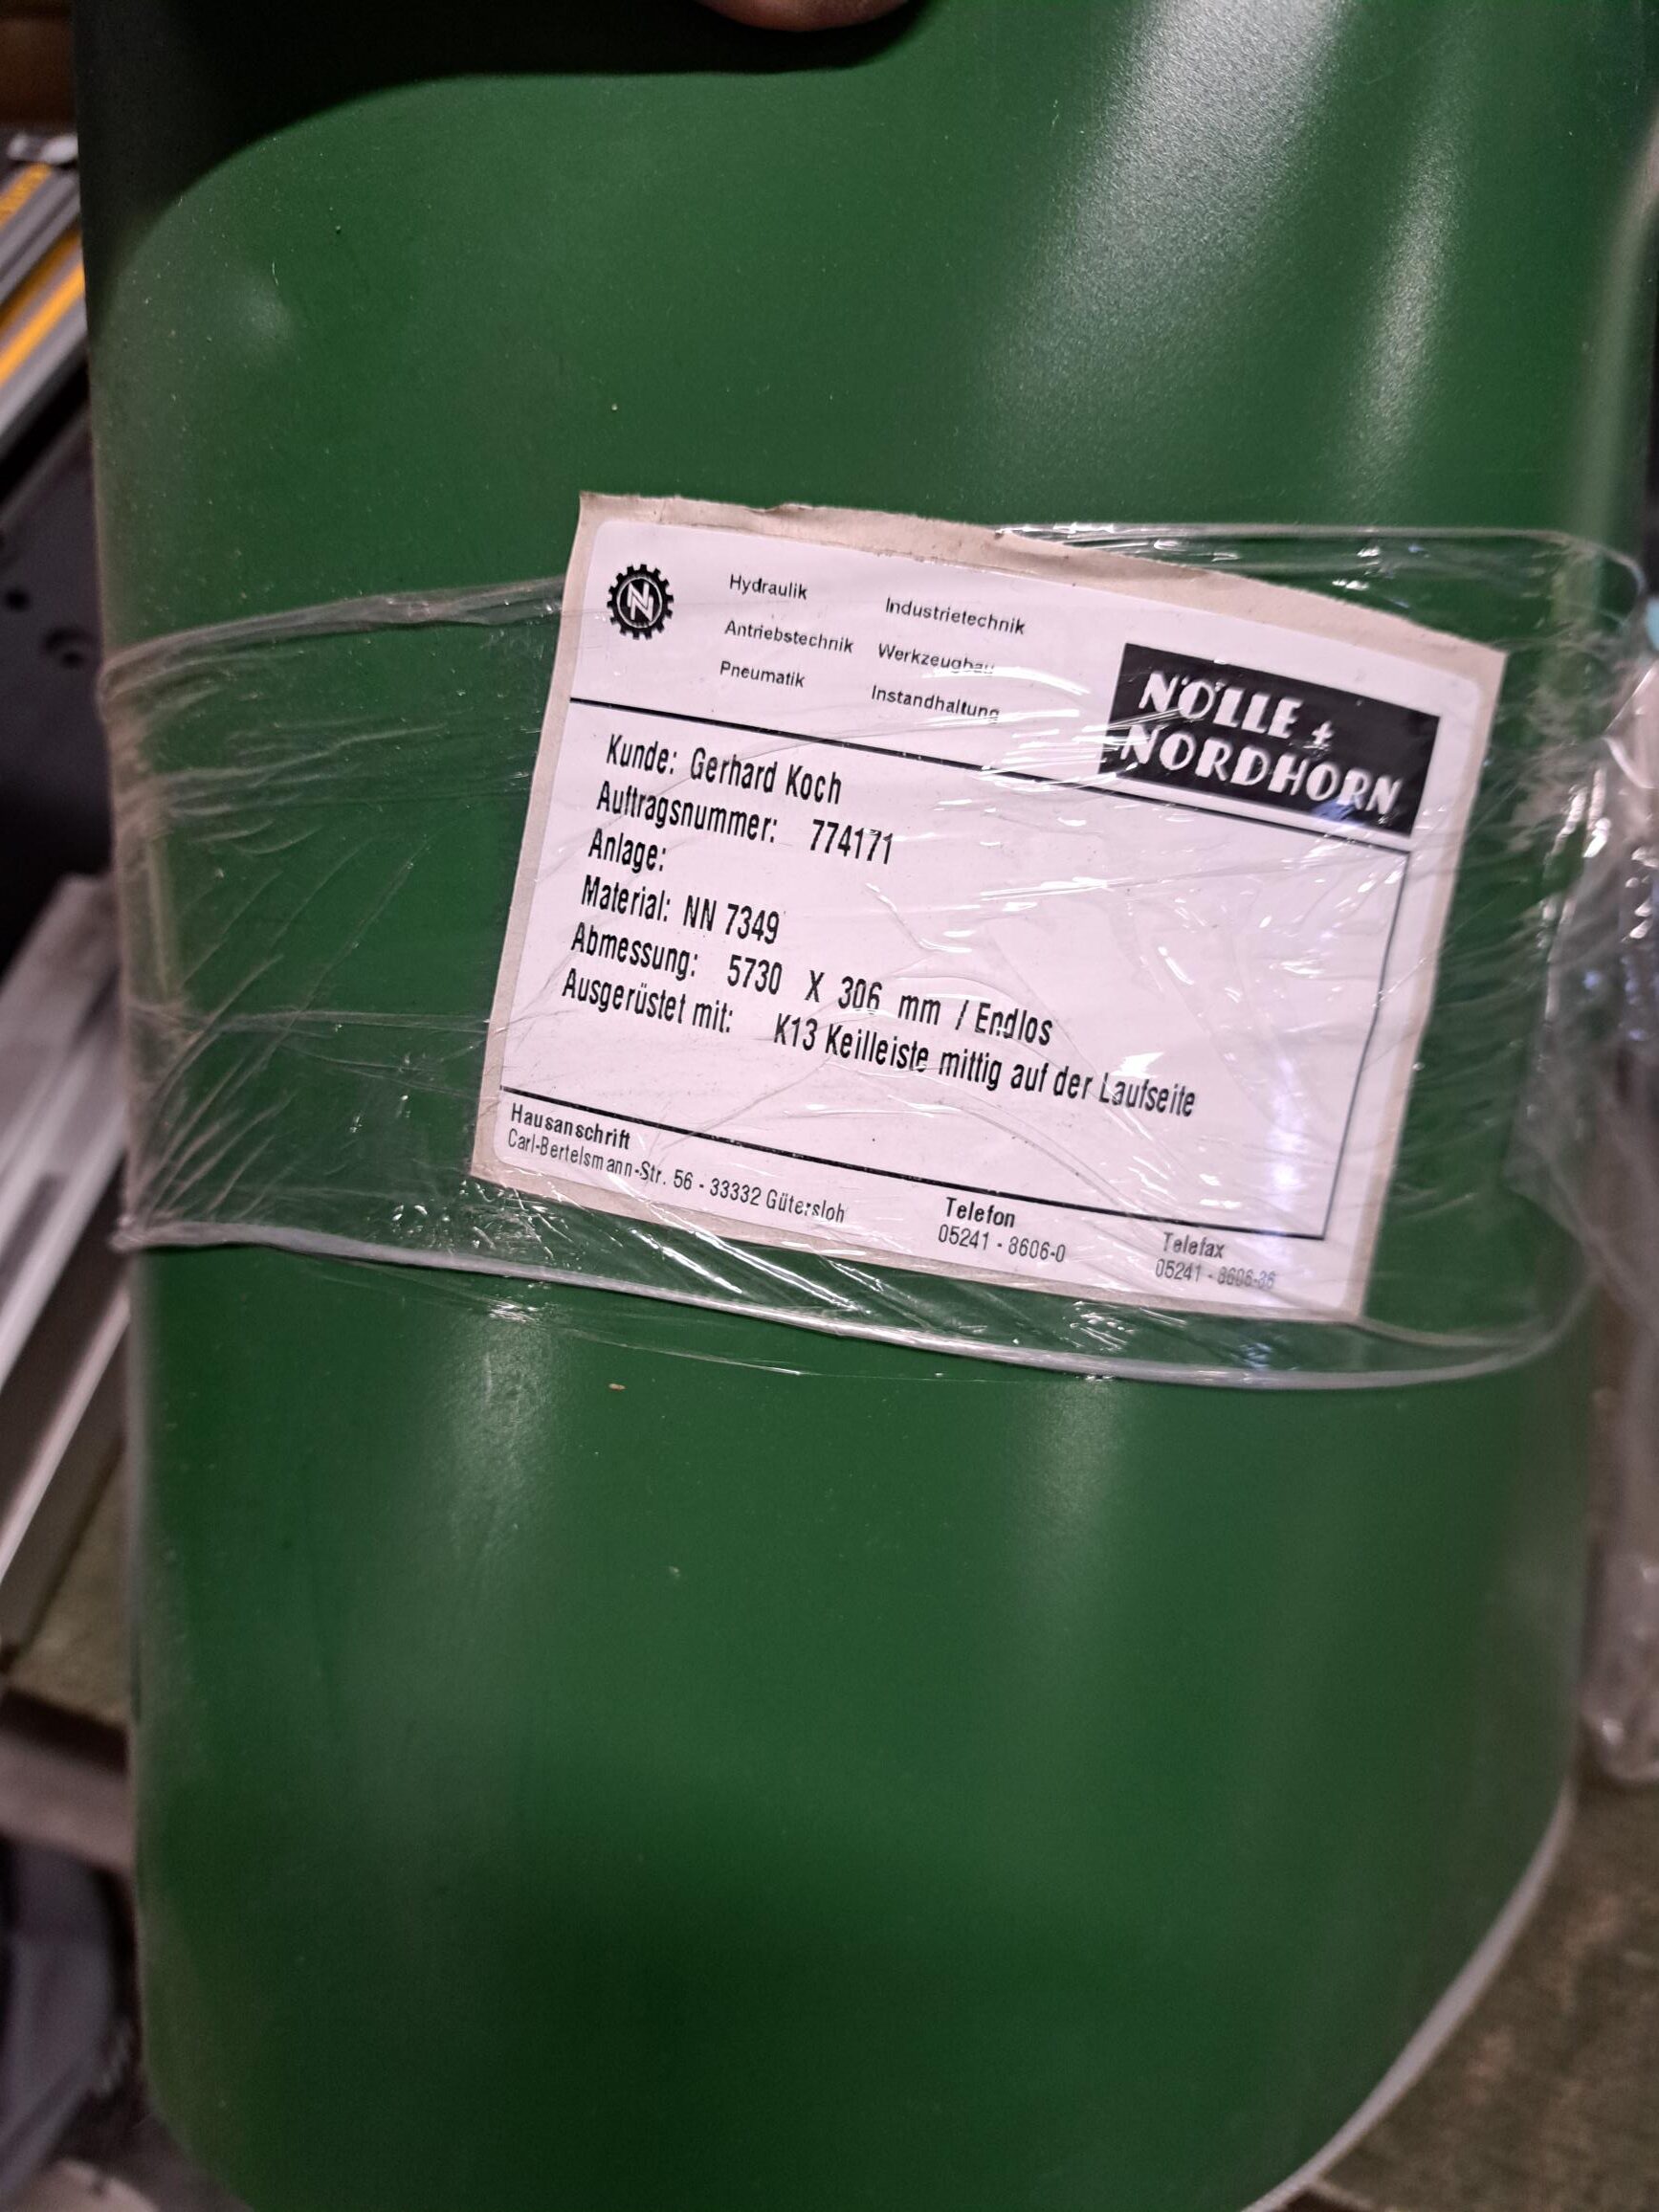 N
Hydraulik Industrietechnik
Antriebstechnik Werkzeugbau
Pneumatik Instandhaltung
NÖLLE +
NORDHORN
Kunde: Gerhard Koch
Auftragsnummer: 774171
Anlage:
Material: NN 7349
Abmessung: 5730 X 306 mm / Endlos
Ausgerüstet mit: K13 Keilleiste mittig auf der Laufseite
Hausanschrift
Carl-Bertelsmann-Str. 56 - 33332 Gütersloh
Telefon
05241 - 8606-0
Telefax
05241 - 8606-36